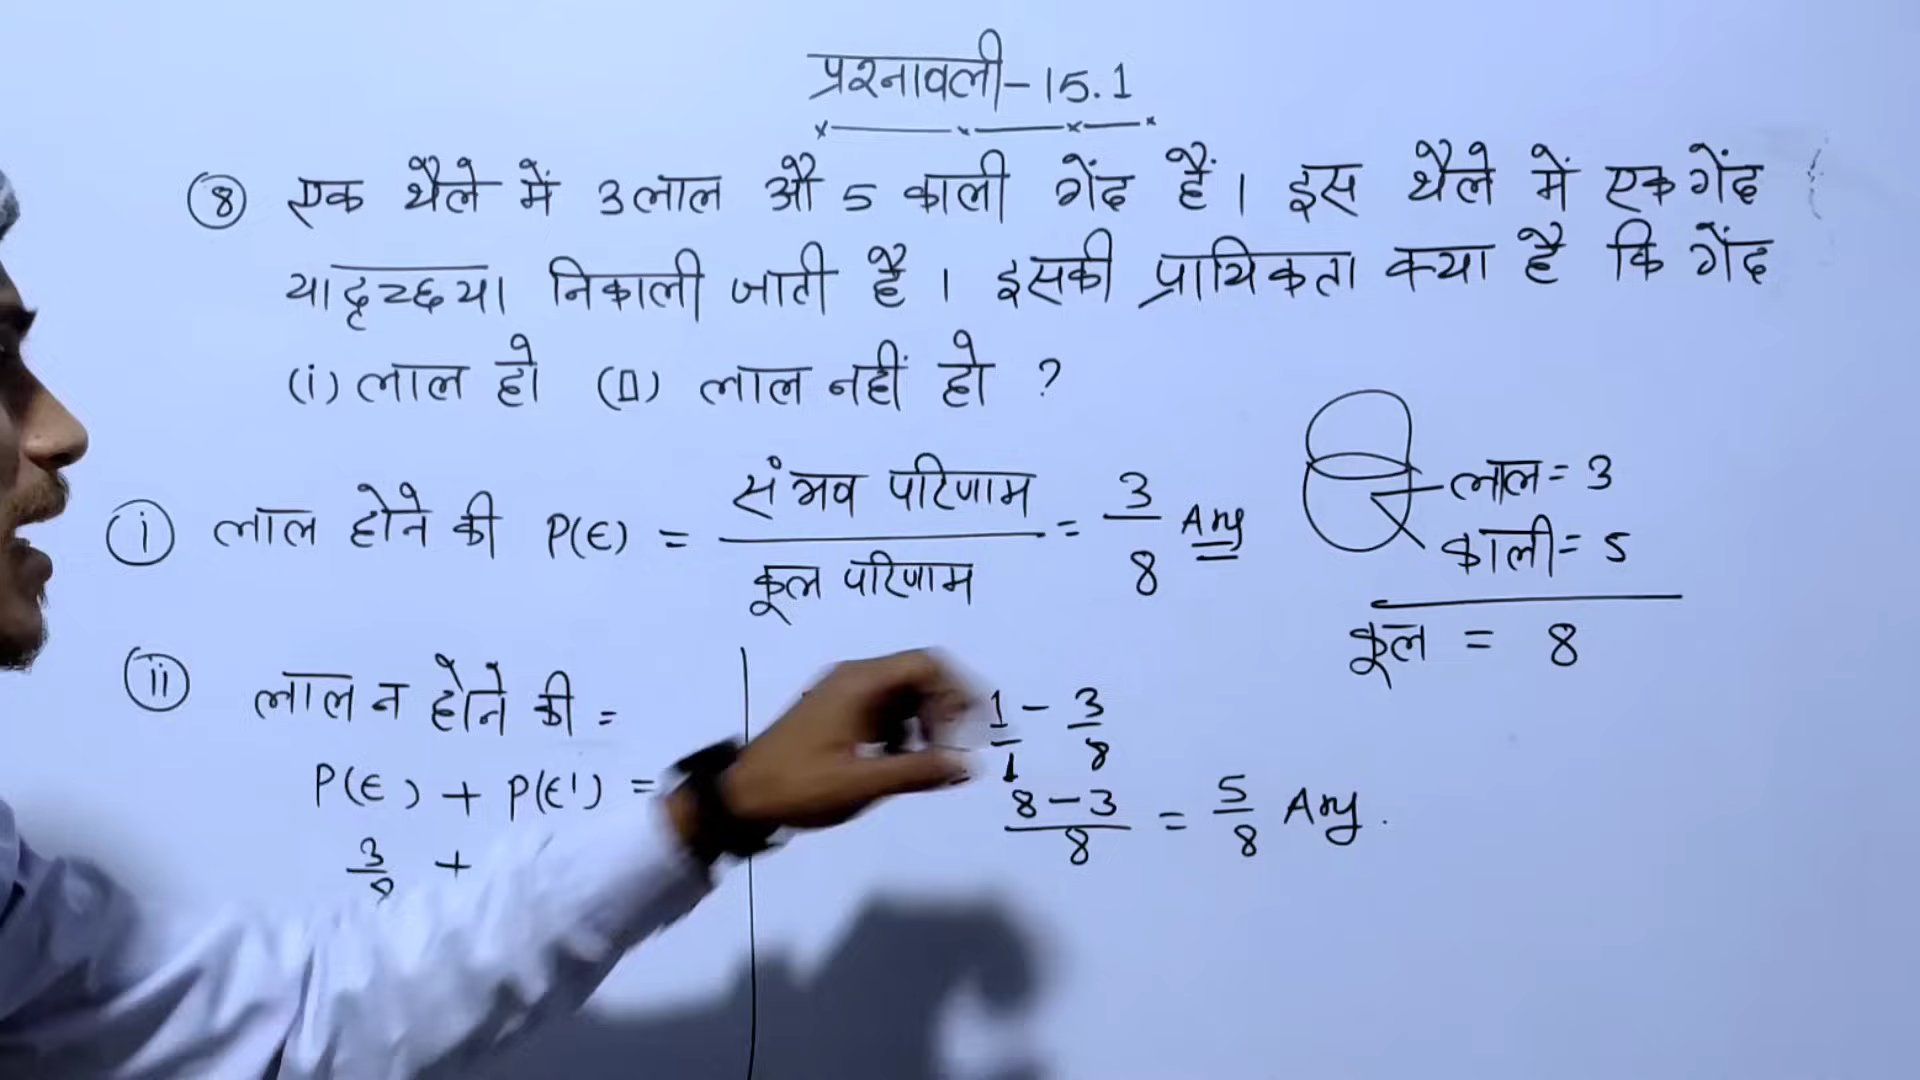 प्रश्नावली-15.1
⑧ एक थैले में 3 लाल औ 5 काली गेंद हैं। इस थैले में एक गेंद
यादृच्छया निकाली जाती है। इसकी प्रायिकता क्या है कि गेंद
(i) लाल हो (II) लाल नहीं हो ?
ⓘ लाल होने की P(E) = संभव परिणाम / कूल परिणाम = 3/8 Ans
लाल = 3
काली = 5
कूल = 8
ⓘⓘ लाल न होने की =
P(E) + P(E') =
3/8 +
1/1 - 3/8
8-3/8 = 5/8 Ans.